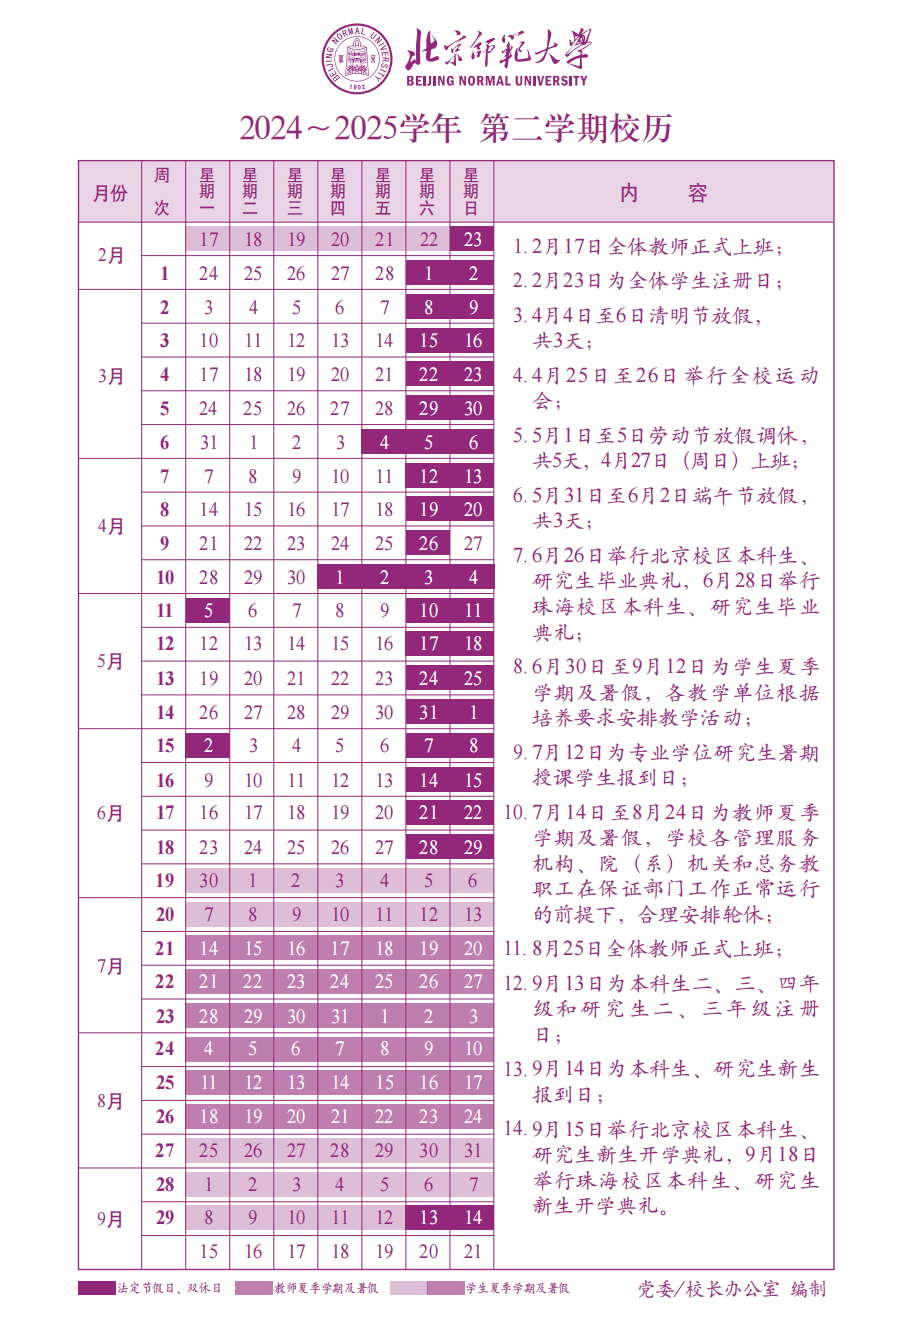 北京師範大學
BEIJING NORMAL UNIVERSITY
BEIJING NORMAL UNIVERSITY
1902
2024～2025学年 第二学期校历
月份 周次 星期一 星期二 星期三 星期四 星期五 星期六 星期日 内 容
2月
17 18 19 20 21 22 23
1 24 25 26 27 28 1 2
3月
2 3 4 5 6 7 8 9
3 10 11 12 13 14 15 16
4 17 18 19 20 21 22 23
5 24 25 26 27 28 29 30
6 31 1 2 3 4 5 6
4月
7 7 8 9 10 11 12 13
8 14 15 16 17 18 19 20
9 21 22 23 24 25 26 27
10 28 29 30 1 2 3 4
5月
11 5 6 7 8 9 10 11
12 12 13 14 15 16 17 18
13 19 20 21 22 23 24 25
14 26 27 28 29 30 31 1
6月
15 2 3 4 5 6 7 8
16 9 10 11 12 13 14 15
17 16 17 18 19 20 21 22
18 23 24 25 26 27 28 29
19 30 1 2 3 4 5 6
7月
20 7 8 9 10 11 12 13
21 14 15 16 17 18 19 20
22 21 22 23 24 25 26 27
23 28 29 30 31 1 2 3
8月
24 4 5 6 7 8 9 10
25 11 12 13 14 15 16 17
26 18 19 20 21 22 23 24
27 25 26 27 28 29 30 31
9月
28 1 2 3 4 5 6 7
29 8 9 10 11 12 13 14
15 16 17 18 19 20 21
1.2月17日全体教师正式上班；
2.2月23日为全体学生注册日；
3.4月4日至6日清明节放假，
共3天；
4.4月25日至26日举行全校运动
会；
5.5月1日至5日劳动节放假调休，
共5天，4月27日（周日）上班；
6.5月31日至6月2日端午节放假，
共3天；
7.6月26日举行北京校区本科生、
研究生毕业典礼，6月28日举行
珠海校区本科生、研究生毕业
典礼；
8.6月30日至9月12日为学生夏季
学期及暑假，各教学单位根据
培养要求安排教学活动；
9.7月12日为专业学位研究生暑期
授课学生报到日；
10.7月14日至8月24日为教师夏季
学期及暑假，学校各管理服务
机构、院（系）机关和总务教
职工在保证部门工作正常运行
的前提下，合理安排轮休；
11.8月25日全体教师正式上班；
12.9月13日为本科生二、三、四年
级和研究生二、三年级注册
日；
13.9月14日为本科生、研究生新生
报到日；
14.9月15日举行北京校区本科生、
研究生新生开学典礼，9月18日
举行珠海校区本科生、研究生
新生开学典礼。
法定节假日、双休日 教师夏季学期及暑假 学生夏季学期及暑假 党委/校长办公室 编制